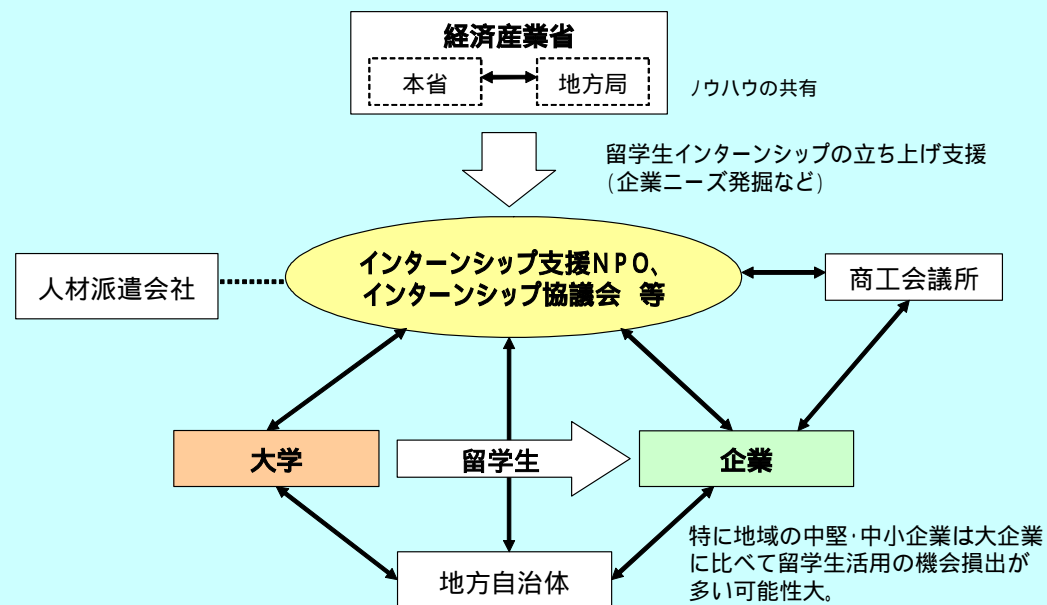 経済産業省
本省
地方局
ノウハウの共有
留学生インターンシップの立ち上げ支援
(企業ニーズ発掘など)
インターンシップ支援NPO、
インターンシップ協議会 等
人材派遣会社
商工会議所
大学
留学生
企業
特に地域の中堅・中小企業は大企業
に比べて留学生活用の機会損出が
多い可能性大。
地方自治体